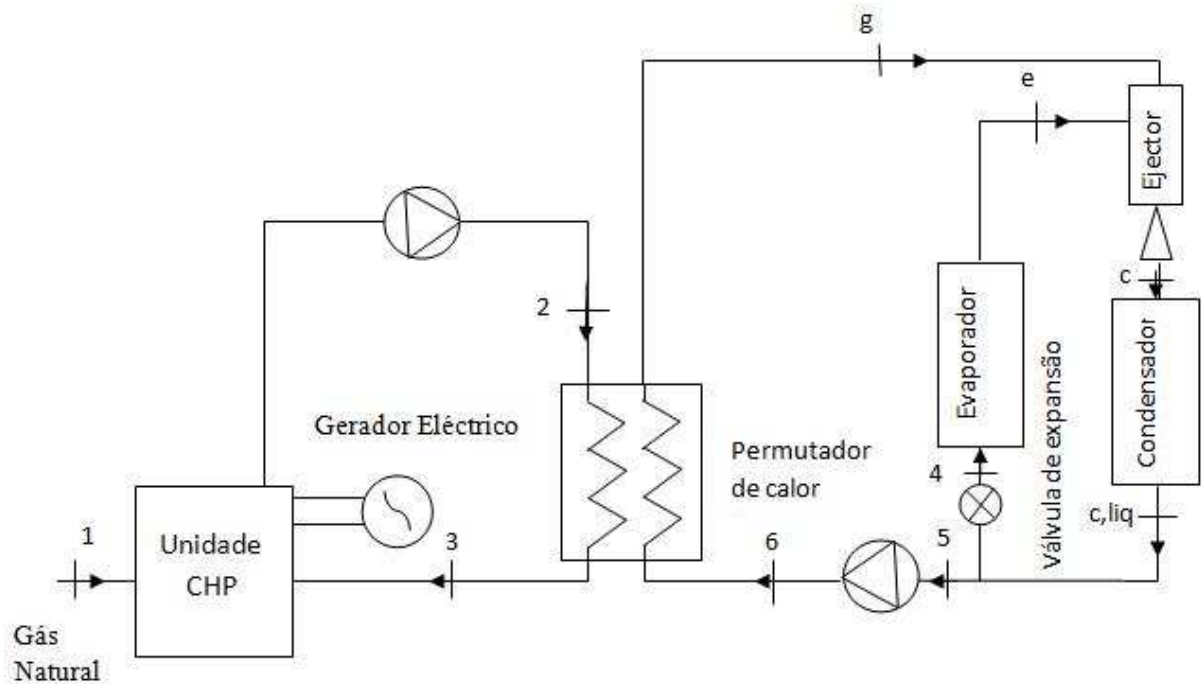 g
e
Ejector
c
2
Evaporador
Válvula de expansão
Condensador
Gerador Eléctrico
Permutador
de calor
4
c,liq
1
Unidade
CHP
3
6
5
Gás
Natural